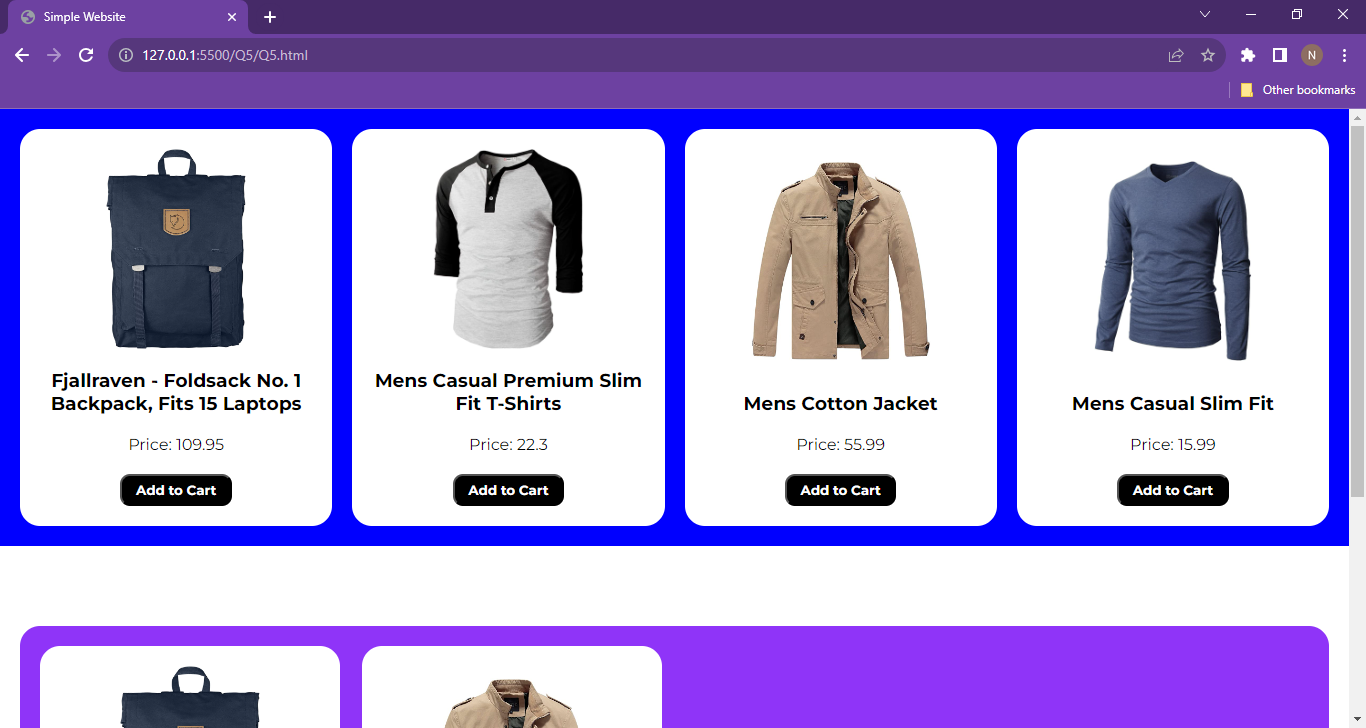 Simple Website
127.0.0.1:5500/Q5/Q5.html
N
Other bookmarks
Fjallraven - Foldsack No. 1
Backpack, Fits 15 Laptops
Price: 109.95
Add to Cart
Mens Casual Premium Slim
Fit T-Shirts
Price: 22.3
Add to Cart
Mens Cotton Jacket
Price: 55.99
Add to Cart
Mens Casual Slim Fit
Price: 15.99
Add to Cart